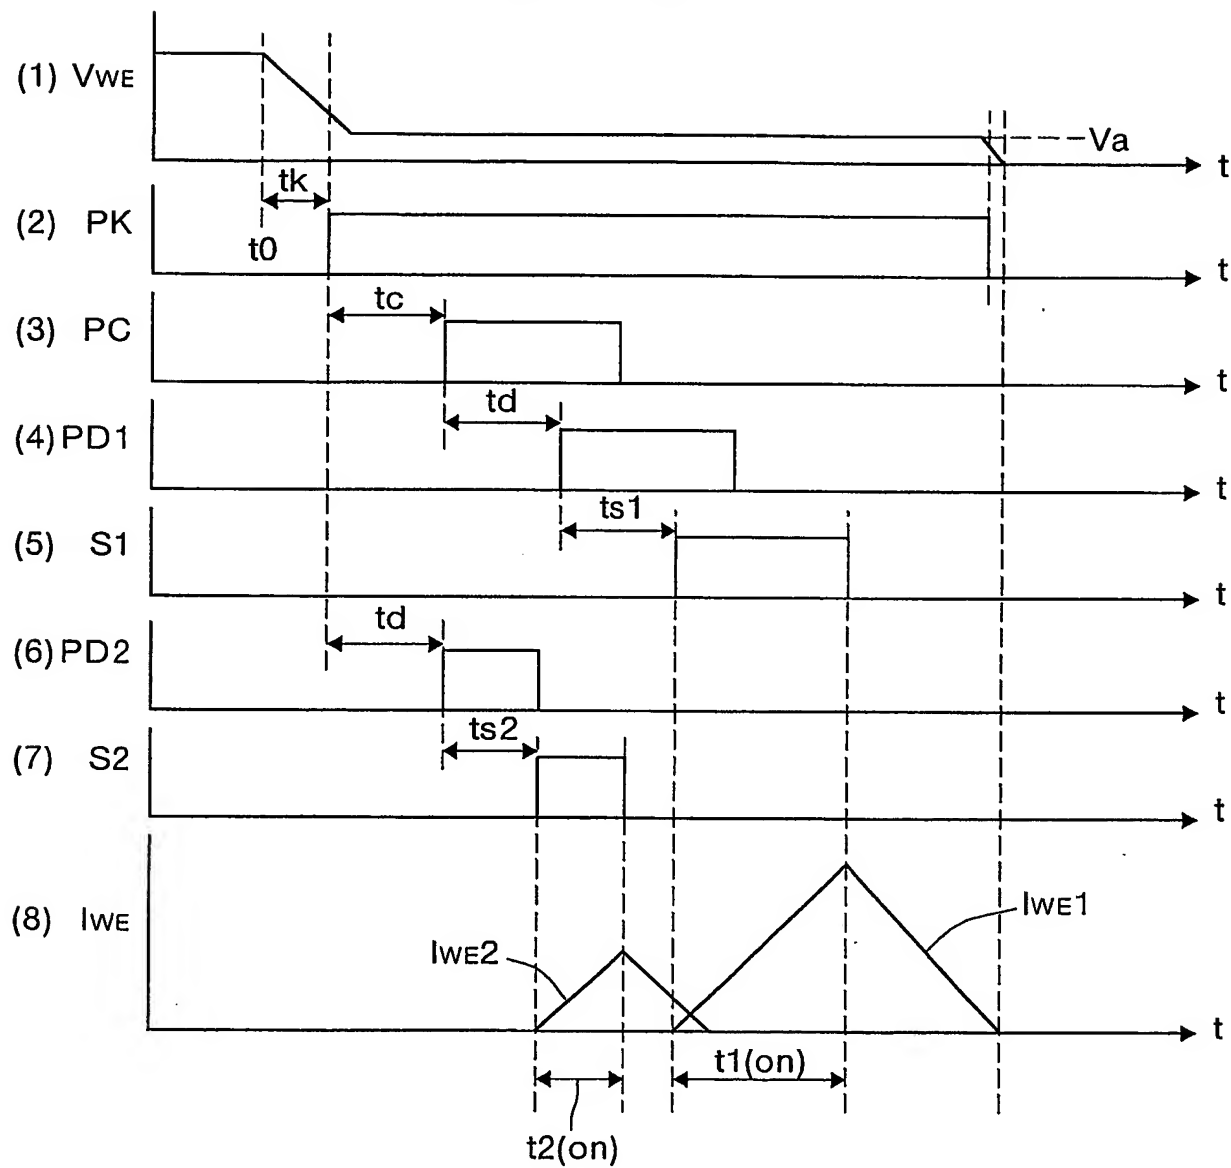 (1) VWE
Va
t
tk
(2) PK
t0
t
tc
(3) PC
t
td
(4) PD1
t
ts1
(5) S1
t
td
(6) PD2
t
ts2
(7) S2
t
(8) IWE
IWE1
IWE2
t
t1(on)
t2(on)